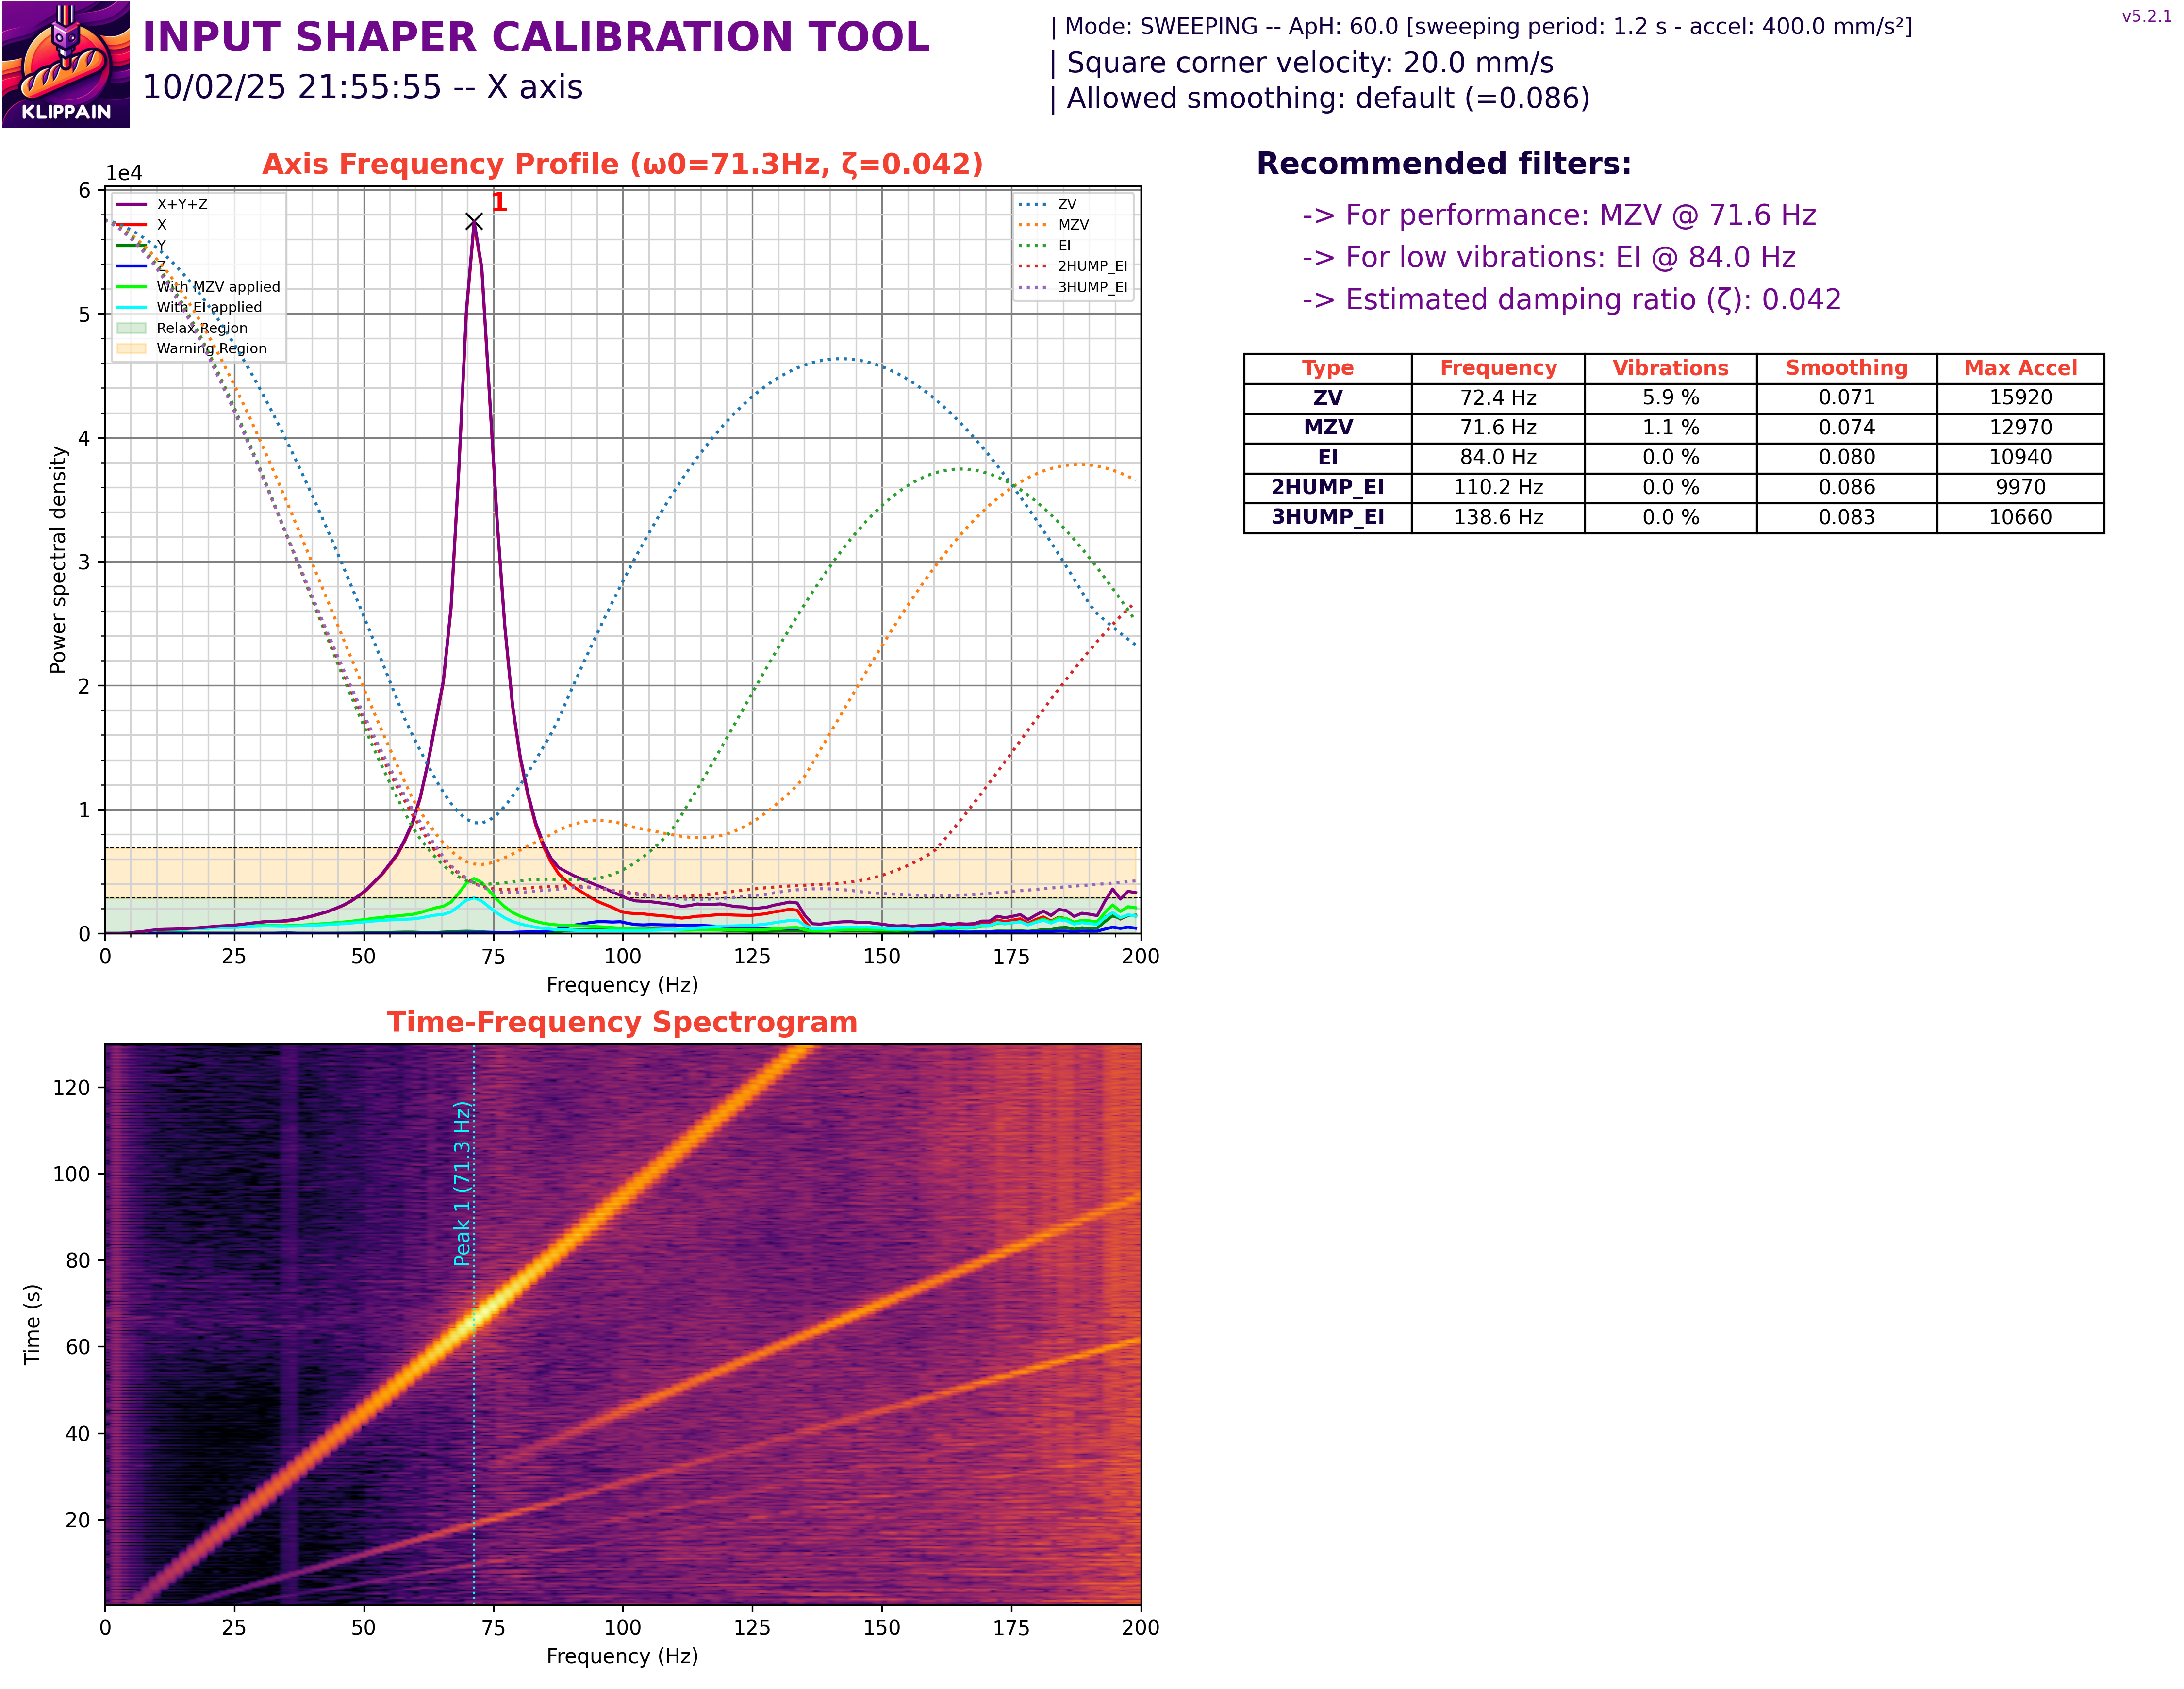 KLIPPAIN
INPUT SHAPER CALIBRATION TOOL
10/02/25 21:55:55 -- X axis
| Mode: SWEEPING -- ApH: 60.0 [sweeping period: 1.2 s - accel: 400.0 mm/s²]
| Square corner velocity: 20.0 mm/s
| Allowed smoothing: default (=0.086)
v5.2.1
Axis Frequency Profile (ω0=71.3Hz, ζ=0.042)
1e4
6
5
4
3
2
1
0
Power spectral density
X+Y+Z
X
Y
Z
With MZV applied
With EI applied
Relax Region
Warning Region
1
ZV
MZV
EI
2HUMP_EI
3HUMP_EI
0 25 50 75 100 125 150 175 200
Frequency (Hz)
Recommended filters:
-> For performance: MZV @ 71.6 Hz
-> For low vibrations: EI @ 84.0 Hz
-> Estimated damping ratio (ζ): 0.042
Type Frequency Vibrations Smoothing Max Accel
ZV 72.4 Hz 5.9 % 0.071 15920
MZV 71.6 Hz 1.1 % 0.074 12970
EI 84.0 Hz 0.0 % 0.080 10940
2HUMP_EI 110.2 Hz 0.0 % 0.086 9970
3HUMP_EI 138.6 Hz 0.0 % 0.083 10660
Time-Frequency Spectrogram
120
100
80
60
40
20
Time (s)
Peak 1 (71.3 Hz)
0 25 50 75 100 125 150 175 200
Frequency (Hz)